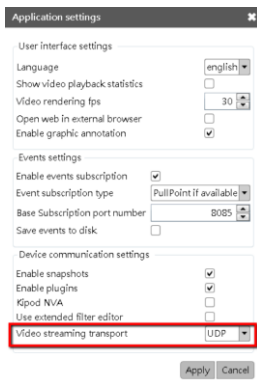 Application settings
User interface settings
Language english
Show video playback statistics
Video rendering fps 30
Open web in external browser
Enable graphic annotation
Events settings
Enable events subscription
Event subscription type PullPoint if available
Base Subscription port number 8085
Save events to disk
Device communication settings
Enable snapshots
Enable plugins
Kipod NVA
Use extended filter editor
Video streaming transport UDP
Apply Cancel